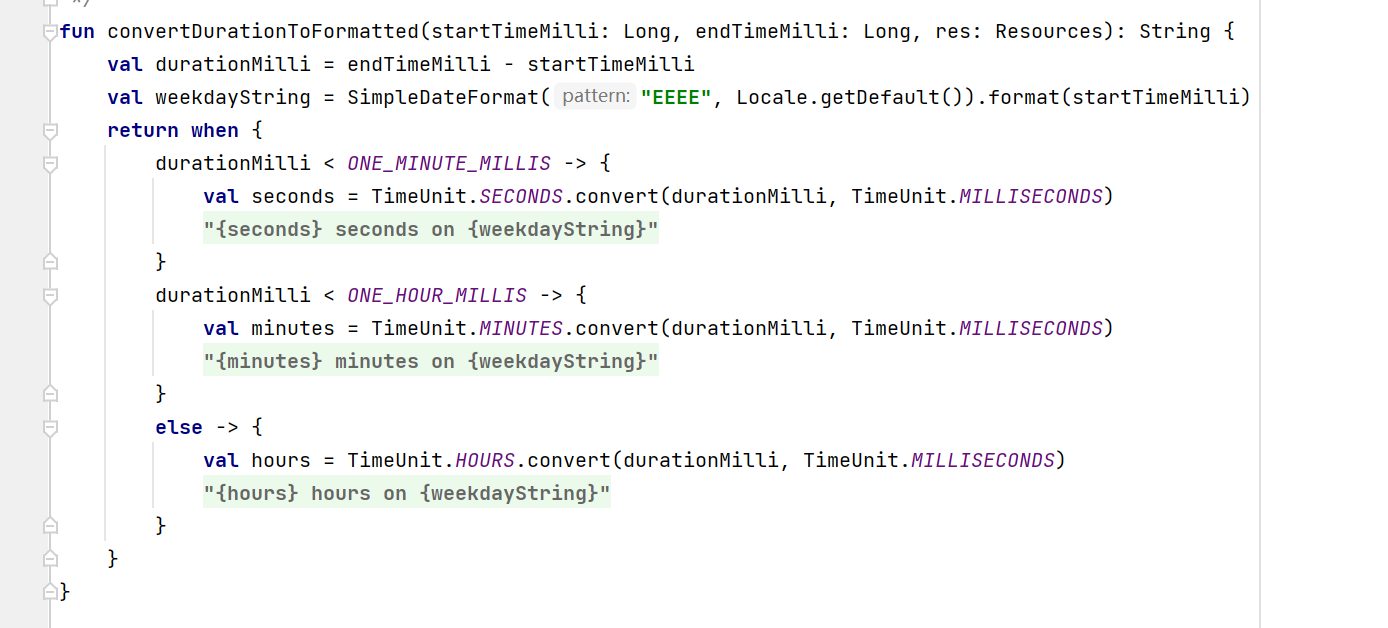 */
fun convertDurationToFormatted(startTimeMilli: Long, endTimeMilli: Long, res: Resources): String {
val durationMilli = endTimeMilli - startTimeMilli
val weekdayString = SimpleDateFormat( pattern: "EEEE", Locale.getDefault()).format(startTimeMilli)
return when {
durationMilli < ONE_MINUTE_MILLIS -> {
val seconds = TimeUnit.SECONDS.convert(durationMilli, TimeUnit.MILLISECONDS)
"{seconds} seconds on {weekdayString}"
}
durationMilli < ONE_HOUR_MILLIS -> {
val minutes = TimeUnit.MINUTES.convert(durationMilli, TimeUnit.MILLISECONDS)
"{minutes} minutes on {weekdayString}"
}
else -> {
val hours = TimeUnit.HOURS.convert(durationMilli, TimeUnit.MILLISECONDS)
"{hours} hours on {weekdayString}"
}
}
}